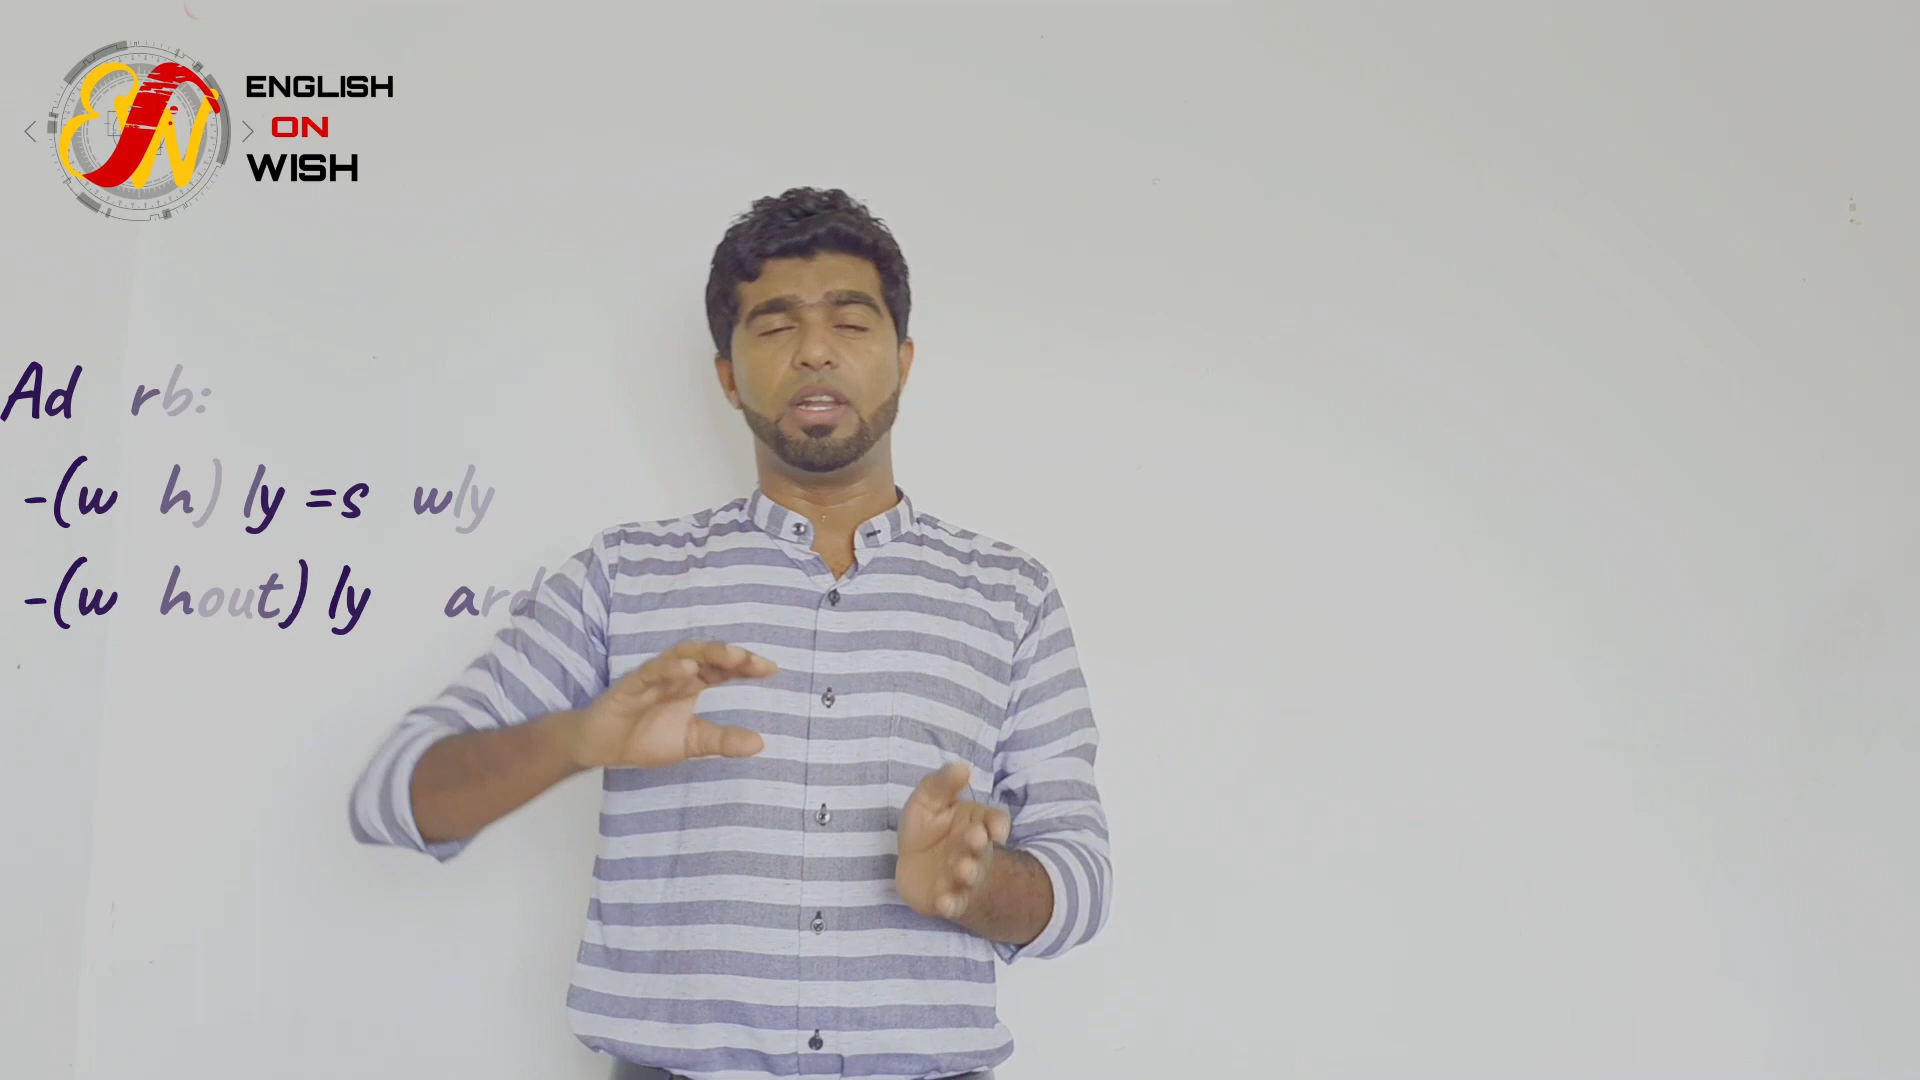 ENGLISH
ON
WISH
Ad rb:
-(w h) ly =s wly
-(w hout) ly ard